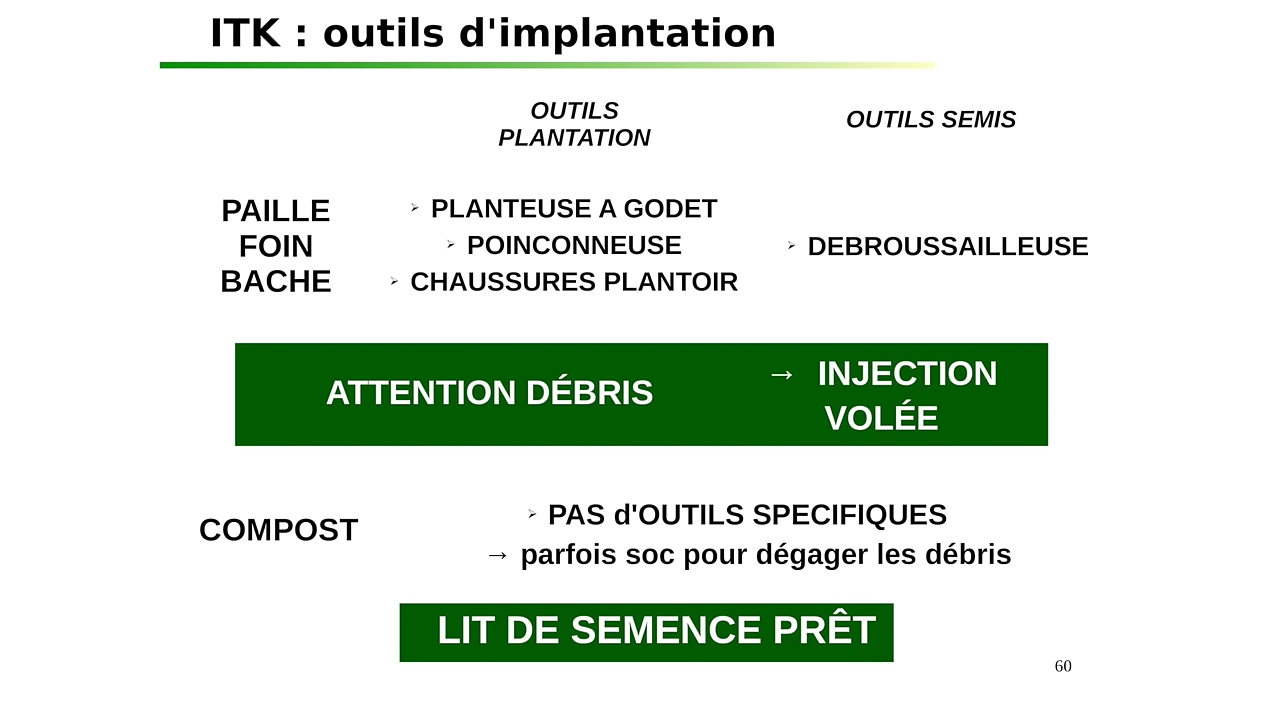 ITK : outils d'implantation
OUTILS
PLANTATION
OUTILS SEMIS
PAILLE
FOIN
BACHE
➢ PLANTEUSE A GODET
➢ POINCONNEUSE
➢ CHAUSSURES PLANTOIR
➢ DEBROUSSAILLEUSE
ATTENTION DÉBRIS
→ INJECTION
VOLÉE
COMPOST
➢ PAS d'OUTILS SPECIFIQUES
→ parfois soc pour dégager les débris
LIT DE SEMENCE PRÊT
60